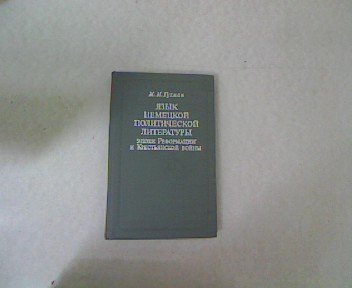 М. М. Гухман
ЯЗЫК
НЕМЕЦКОЙ
ПОЛИТИЧЕСКОЙ
ЛИТЕРАТУРЫ
эпохи Реформации
и Крестьянской войны